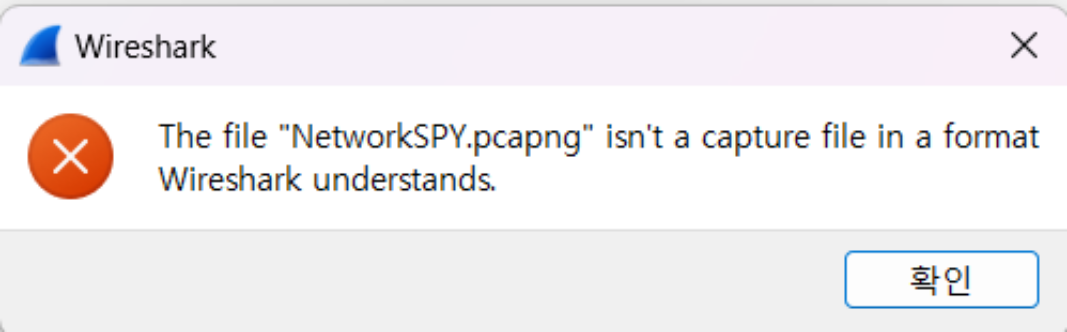 Wireshark
The file "NetworkSPY.pcapng" isn't a capture file in a format
Wireshark understands.
확인